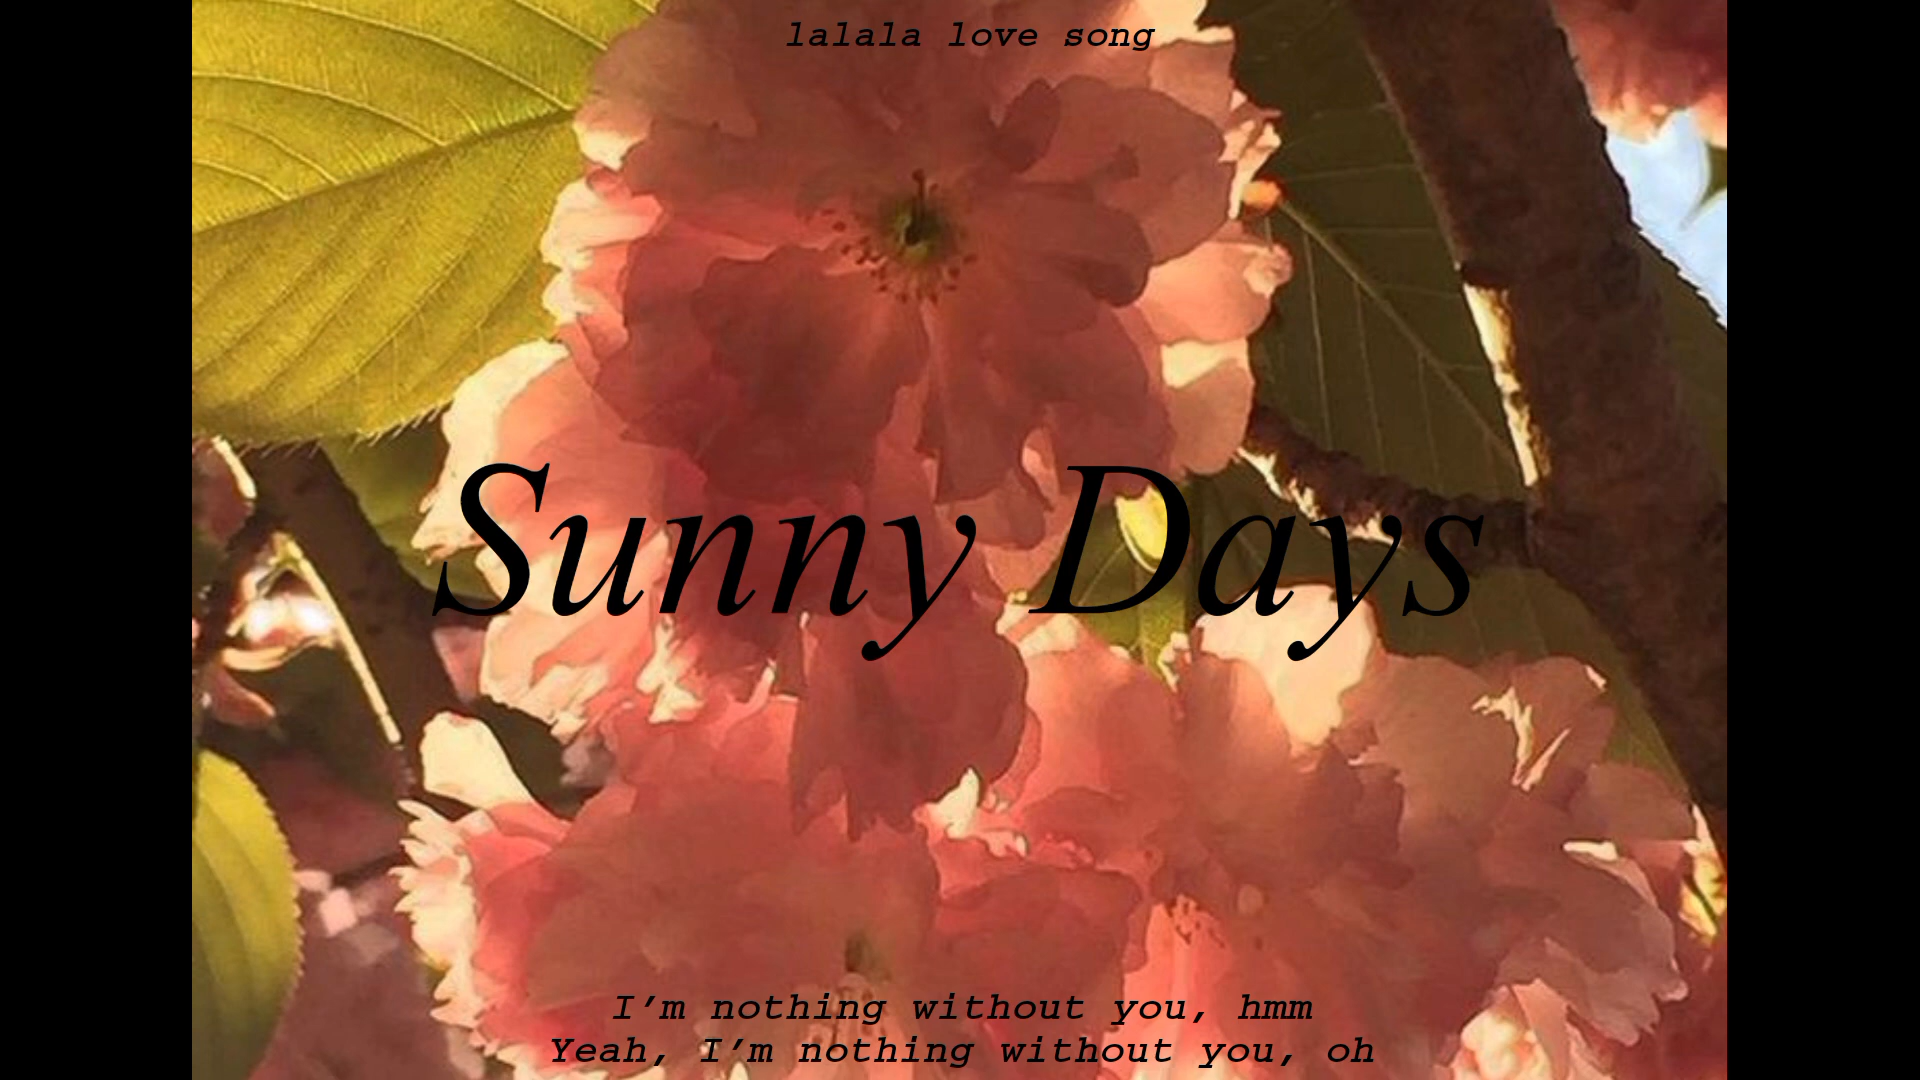 lalala love song
Sunny Days
I'm nothing without you, hmm
Yeah, I'm nothing without you, oh